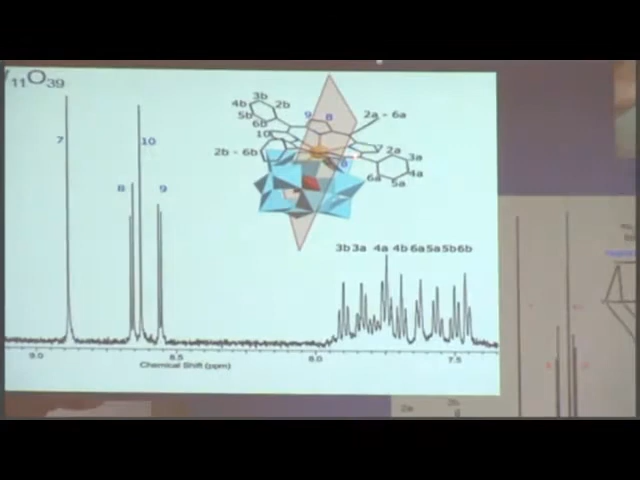 11O39
3b
4b 2b
5b
6b
9 8
2a - 6a
10
7
2b - 6b
2a
3a
4a
6a
5a
7
10
8 9
3b 3a 4a 4b 6a 5a 5b 6b
9.0 8.5 8.0 7.5
Chemical Shift (ppm)
2a